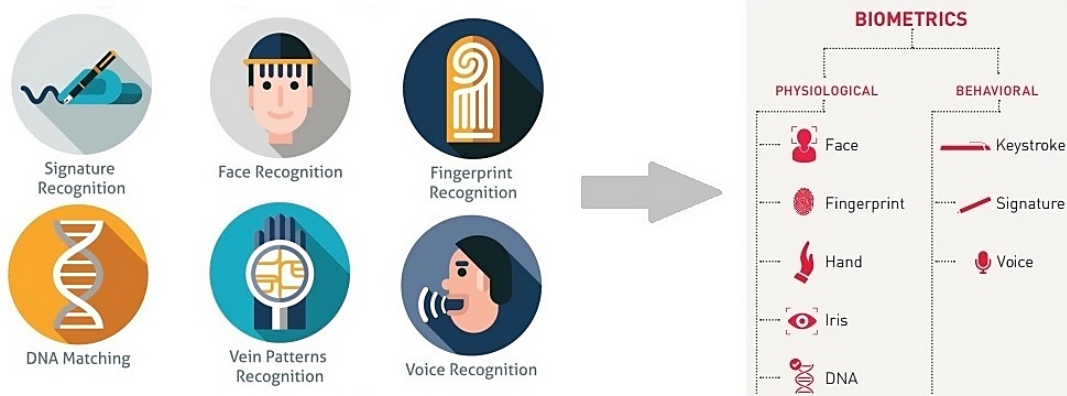 Signature
Recognition
Face Recognition
Fingerprint
Recognition
DNA Matching
Vein Patterns
Recognition
Voice Recognition
BIOMETRICS
PHYSIOLOGICAL
BEHAVIORAL
Face
Keystroke
Fingerprint
Signature
Hand
Voice
Iris
DNA